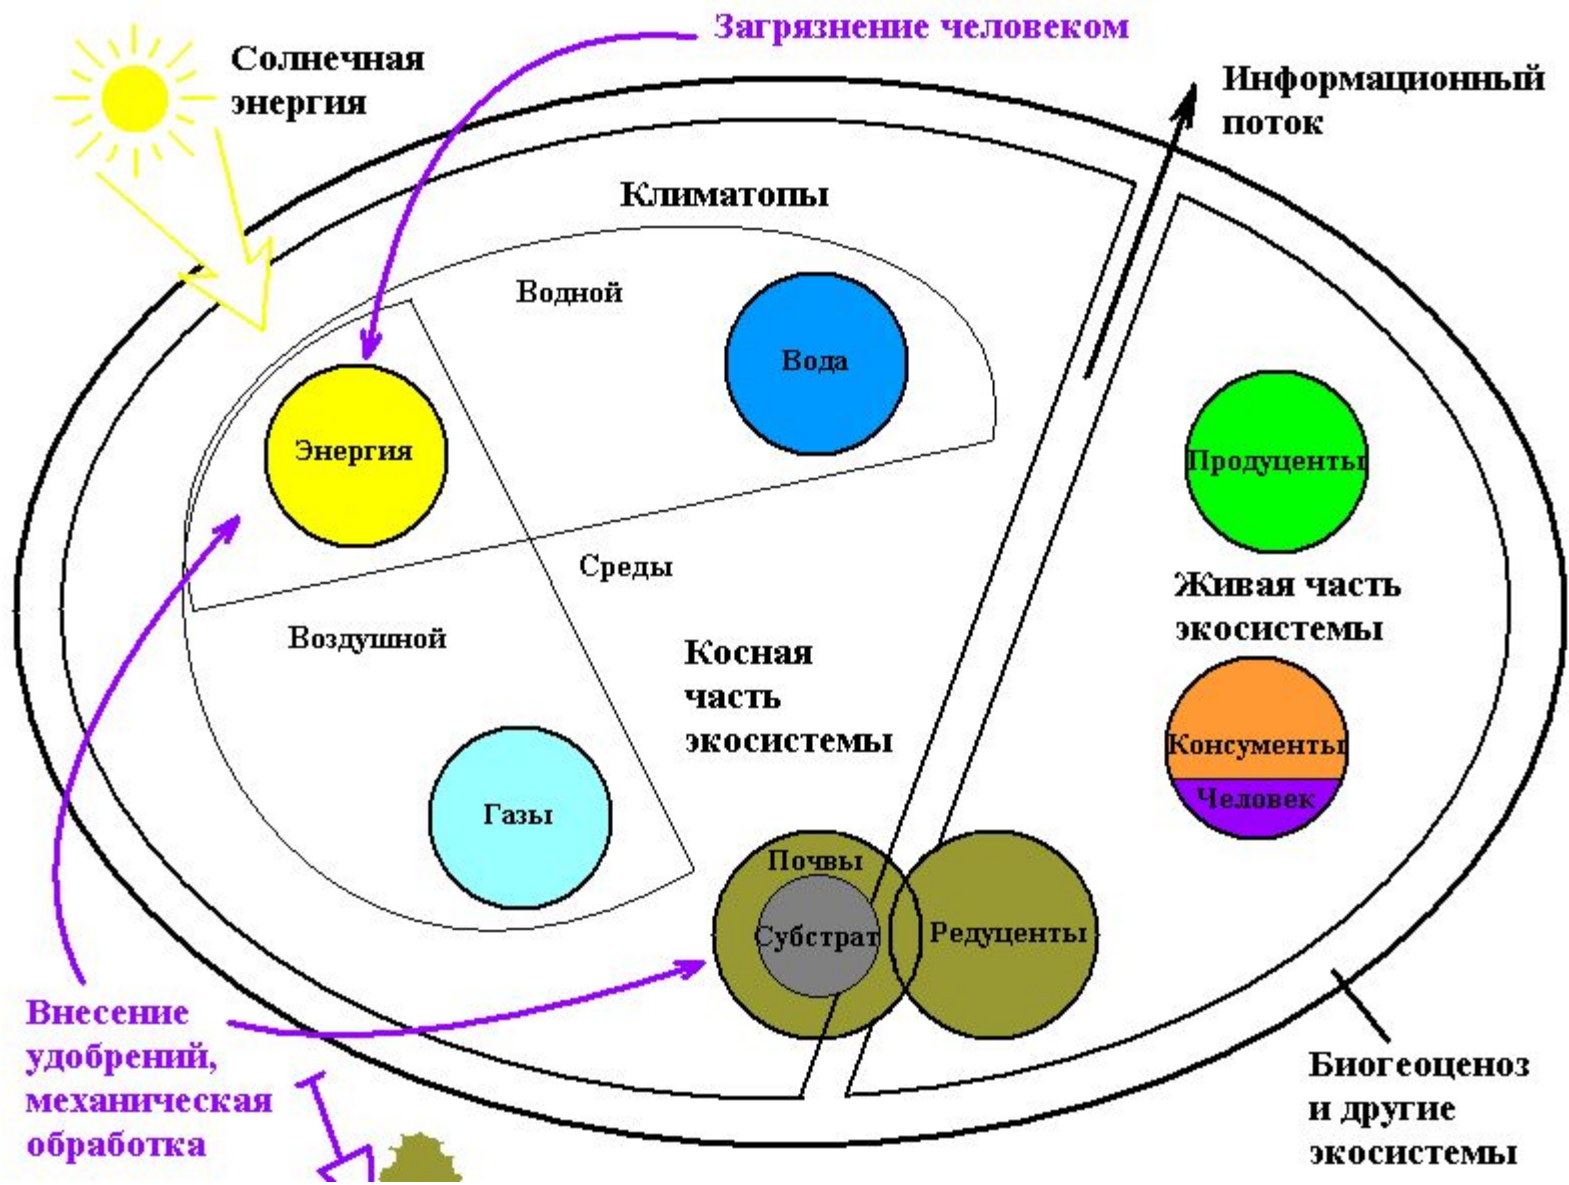 Загрязнение человеком
Солнечная
энергия
Информационный
поток
Климатопы
Водной
Вода
Энергия
Продуценты
Среды
Живая часть
экосистемы
Воздушной
Косная
часть
экосистемы
Консументы
Человек
Газы
Почвы
Субстрат
Редуценты
Внесение
удобрений,
механическая
обработка
Биогеоценоз
и другие
экосистемы